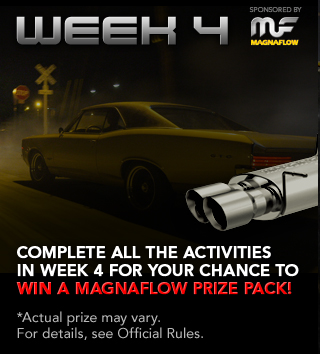 SPONSORED BY
WEEK 4
MF
MAGNAFLOW
COMPLETE ALL THE ACTIVITIES
IN WEEK 4 FOR YOUR CHANCE TO
WIN A MAGNAFLOW PRIZE PACK!
*Actual prize may vary.
For details, see Official Rules.